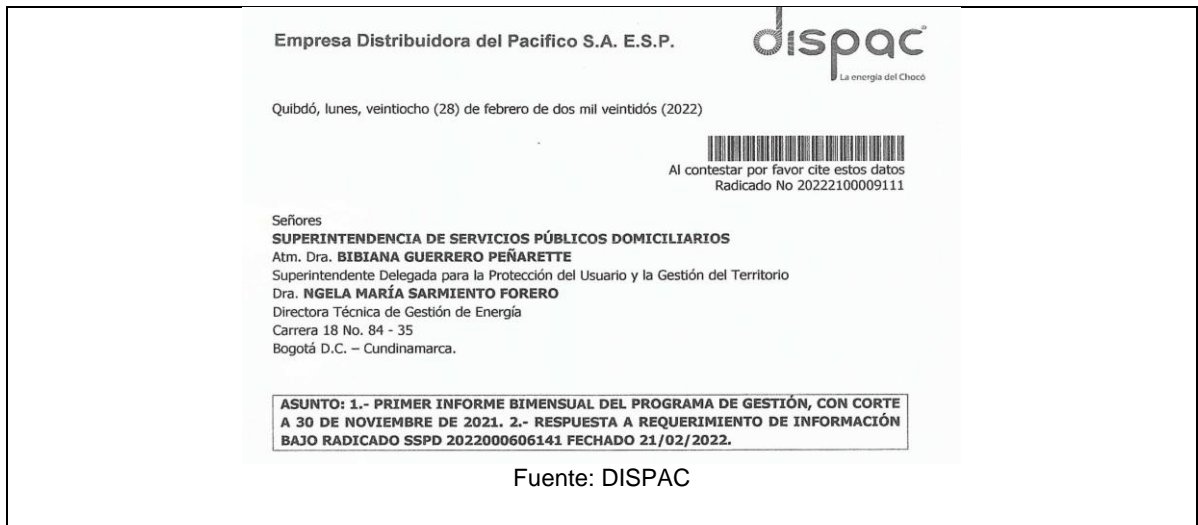 Empresa Distribuidora del Pacifico S.A. E.S.P.
dispac
La energía del Chocó
Quibdó, lunes, veintiocho (28) de febrero de dos mil veintidós (2022)
Al contestar por favor cite estos datos
Radicado No 20222100009111
Señores
SUPERINTENDENCIA DE SERVICIOS PÚBLICOS DOMICILIARIOS
Atm. Dra. BIBIANA GUERRERO PEÑARETTE
Superintendente Delegada para la Protección del Usuario y la Gestión del Territorio
Dra. NGELA MARÍA SARMIENTO FORERO
Directora Técnica de Gestión de Energía
Carrera 18 No. 84 - 35
Bogotá D.C. – Cundinamarca.
ASUNTO: 1.- PRIMER INFORME BIMENSUAL DEL PROGRAMA DE GESTIÓN, CON CORTE
A 30 DE NOVIEMBRE DE 2021. 2.- RESPUESTA A REQUERIMIENTO DE INFORMACIÓN
BAJO RADICADO SSPD 2022000606141 FECHADO 21/02/2022.
Fuente: DISPAC